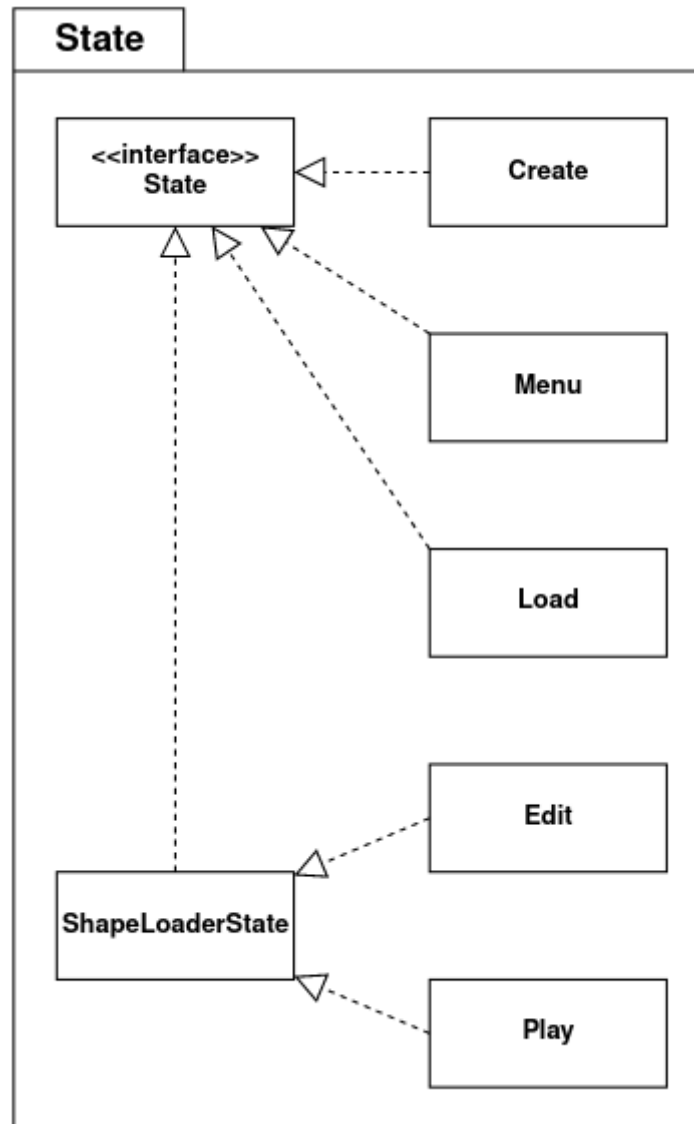 State
<<interface>>
State
Create
Menu
Load
Edit
ShapeLoaderState
Play